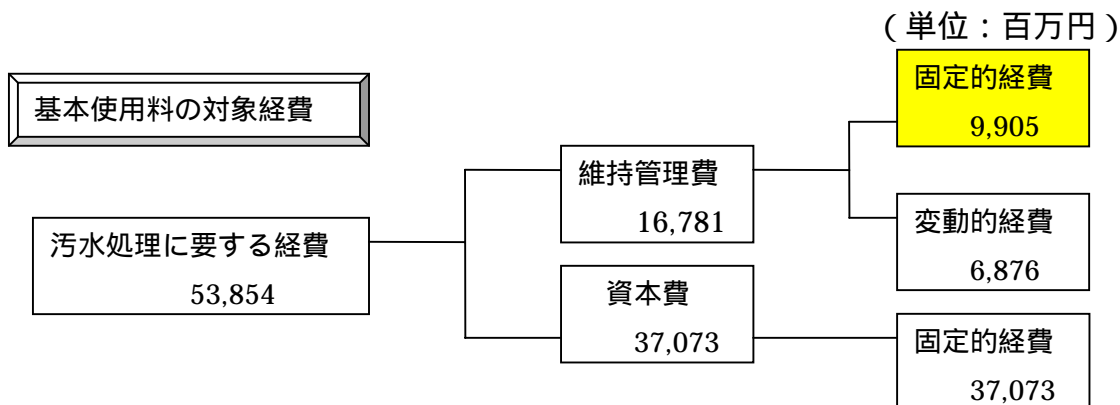 (単位:百万円)
基本使用料の対象経費
固定的経費
9,905
維持管理費
16,781
変動的経費
6,876
汚水処理に要する経費
53,854
資本費
37,073
固定的経費
37,073